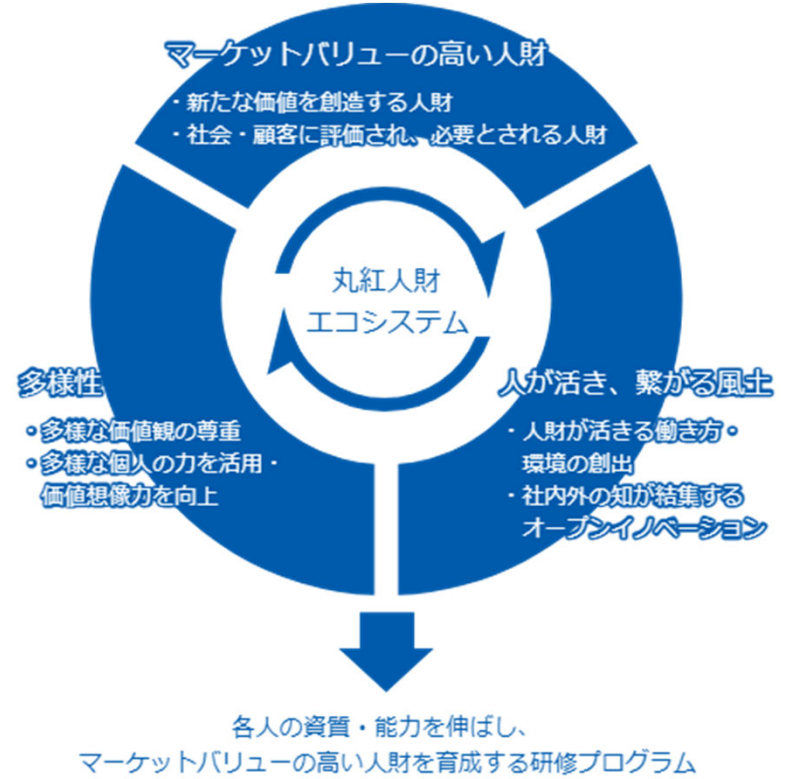 マーケットバリューの高い人財
・新たな価値を創造する人財
・社会・顧客に評価され、必要とされる人財
丸紅人財
エコシステム
多様性
・多様な価値観の尊重
・多様な個人の力を活用・
価値想像力を向上
人が活き、繋がる風土
・人財が活きる働き方・
環境の創出
・社内外の知が結集する
オープンイノベーション
各人の資質・能力を伸ばし、
マーケットバリューの高い人財を育成する研修プログラム